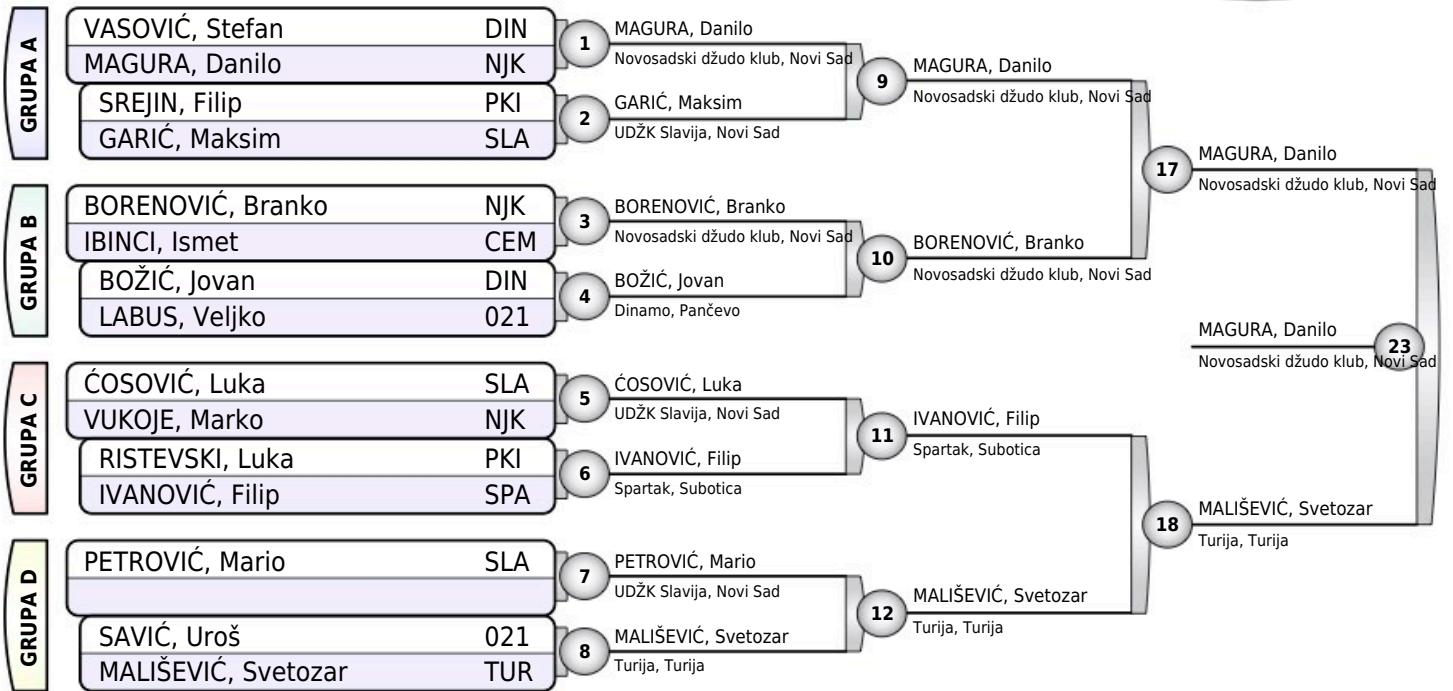 GRUPA A
VASOVIĆ, Stefan DIN
MAGURA, Danilo NJK
SREJIN, Filip PKI
GARIĆ, Maksim SLA
GRUPA B
BORENOVIĆ, Branko NJK
IBINCI, Ismet CEM
BOŽIĆ, Jovan DIN
LABUS, Veljko 021
GRUPA C
ĆOSOVIĆ, Luka SLA
VUKOJE, Marko NJK
RISTEVSKI, Luka PKI
IVANOVIĆ, Filip SPA
GRUPA D
PETROVIĆ, Mario SLA
SAVIĆ, Uroš 021
MALIŠEVIĆ, Svetozar TUR
1
MAGURA, Danilo
Novosadski džudo klub, Novi Sad
2
GARIĆ, Maksim
UDŽK Slavija, Novi Sad
3
BORENOVIĆ, Branko
Novosadski džudo klub, Novi Sad
4
BOŽIĆ, Jovan
Dinamo, Pančevo
5
ĆOSOVIĆ, Luka
UDŽK Slavija, Novi Sad
6
IVANOVIĆ, Filip
Spartak, Subotica
7
PETROVIĆ, Mario
UDŽK Slavija, Novi Sad
8
MALIŠEVIĆ, Svetozar
Turija, Turija
9
MAGURA, Danilo
Novosadski džudo klub, Novi Sad
10
BORENOVIĆ, Branko
Novosadski džudo klub, Novi Sad
11
IVANOVIĆ, Filip
Spartak, Subotica
12
MALIŠEVIĆ, Svetozar
Turija, Turija
17
MAGURA, Danilo
Novosadski džudo klub, Novi Sad
18
MALIŠEVIĆ, Svetozar
Turija, Turija
MAGURA, Danilo
23
Novosadski džudo klub, Novi Sad